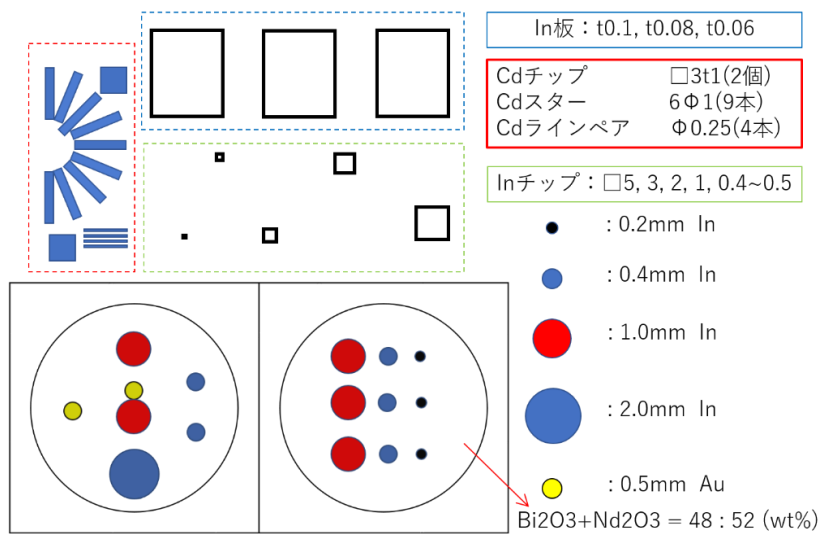 In板：t0.1, t0.08, t0.06
Cdチップ □3t1(2個)
Cdスター 6Φ1(9本)
Cdラインペア Φ0.25(4本)
Inチップ：□5, 3, 2, 1, 0.4~0.5
: 0.2mm In
: 0.4mm In
: 1.0mm In
: 2.0mm In
: 0.5mm Au
Bi2O3+Nd2O3 = 48 : 52 (wt%)